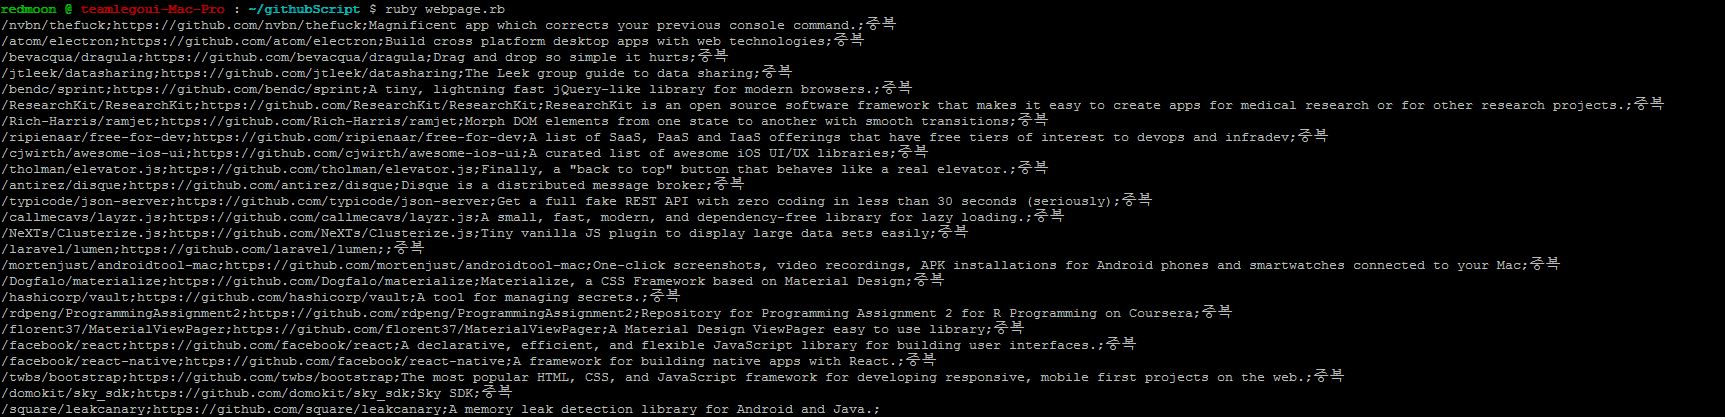 redmoon @ teamlegoui-Mac-Pro : ~/githubScript $ ruby webpage.rb
/nvbn/thefuck;https://github.com/nvbn/thefuck;Magnificent app which corrects your previous console command.;중복
/atom/electron;https://github.com/atom/electron;Build cross platform desktop apps with web technologies;중복
/bevacqua/dragula;https://github.com/bevacqua/dragula;Drag and drop so simple it hurts;중복
/jtleek/datasharing;https://github.com/jtleek/datasharing;The Leek group guide to data sharing;중복
/bendc/sprint;https://github.com/bendc/sprint;A tiny, lightning fast jQuery-like library for modern browsers.;중복
/ResearchKit/ResearchKit;https://github.com/ResearchKit/ResearchKit;ResearchKit is an open source software framework that makes it easy to create apps for medical research or for other research projects.;중복
/Rich-Harris/ramjet;https://github.com/Rich-Harris/ramjet;Morph DOM elements from one state to another with smooth transitions;중복
/ripienaar/free-for-dev;https://github.com/ripienaar/free-for-dev;A list of SaaS, PaaS and IaaS offerings that have free tiers of interest to devops and infradev;중복
/cjwirth/awesome-ios-ui;https://github.com/cjwirth/awesome-ios-ui;A curated list of awesome iOS UI/UX libraries;중복
/tholman/elevator.js;https://github.com/tholman/elevator.js;Finally, a "back to top" button that behaves like a real elevator.;중복
/antirez/disque;https://github.com/antirez/disque;Disque is a distributed message broker;중복
/typicode/json-server;https://github.com/typicode/json-server;Get a full fake REST API with zero coding in less than 30 seconds (seriously);중복
/callmecavs/layzr.js;https://github.com/callmecavs/layzr.js;A small, fast, modern, and dependency-free library for lazy loading.;중복
/NeXTs/Clusterize.js;https://github.com/NeXTs/Clusterize.js;Tiny vanilla JS plugin to display large data sets easily;중복
/laravel/lumen;https://github.com/laravel/lumen;;중복
/mortenjust/androidtool-mac;https://github.com/mortenjust/androidtool-mac;One-click screenshots, video recordings, APK installations for Android phones and smartwatches connected to your Mac;중복
/Dogfalo/materialize;https://github.com/Dogfalo/materialize;Materialize, a CSS Framework based on Material Design;중복
/hashicorp/vault;https://github.com/hashicorp/vault;A tool for managing secrets.;중복
/rdpeng/ProgrammingAssignment2;https://github.com/rdpeng/ProgrammingAssignment2;Repository for Programming Assignment 2 for R Programming on Coursera;중복
/florent37/MaterialViewPager;https://github.com/florent37/MaterialViewPager;A Material Design ViewPager easy to use library;중복
/facebook/react;https://github.com/facebook/react;A declarative, efficient, and flexible JavaScript library for building user interfaces.;중복
/facebook/react-native;https://github.com/facebook/react-native;A framework for building native apps with React.;중복
/twbs/bootstrap;https://github.com/twbs/bootstrap;The most popular HTML, CSS, and JavaScript framework for developing responsive, mobile first projects on the web.;중복
/domokit/sky_sdk;https://github.com/domokit/sky_sdk;Sky SDK;중복
/square/leakcanary;https://github.com/square/leakcanary;A memory leak detection library for Android and Java.;